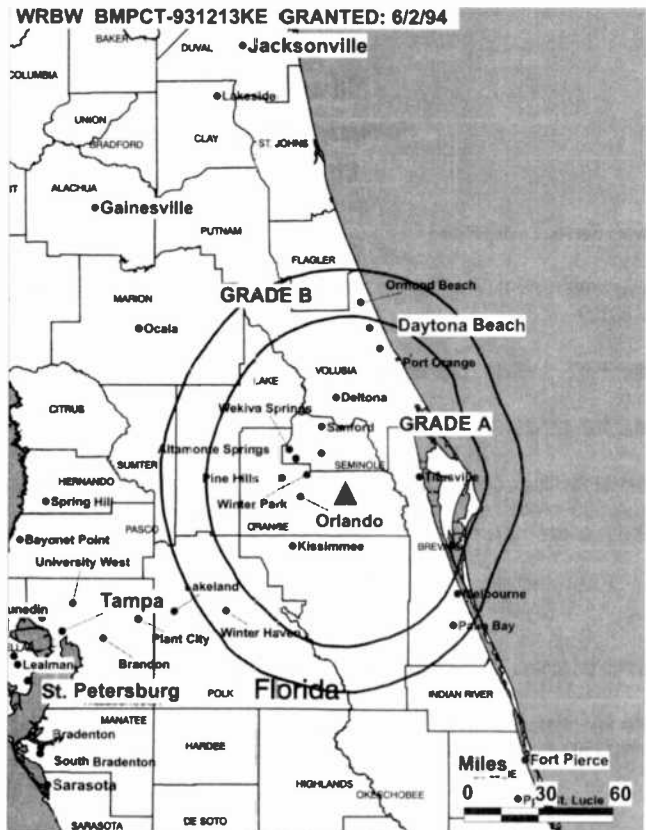 WRBW BMPCT-931213KE GRANTED: 6/2/94
BAKER
DUVAL
Jacksonville
COLUMBIA
Lakeside
UNION
BRADFORD
CLAY
ST. JOHNS
ALACHUA
Gainesville
PUTNAM
FLAGLER
MARION
GRADE B
Ormond Beach
Ocala
Daytona Beach
Port Orange
VOLUSIA
LAKE
Deltona
CITRUS
Wekiva Springs
GRADE A
Sanford
Altamonte Springs
SUMTER
SEMINOLE
HERNANDO
Pine Hills
Titusville
Spring Hill
Winter Park
Orlando
PASCO
ORANGE
Bayonet Point
Kissimmee
BREVARD
University West
Lakeland
Melbourne
unedin
Tampa
Plant City
Winter Haven
Palm Bay
Lealman
Brandon
St. Petersburg
POLK
Florida
INDIAN RIVER
MANATEE
Bradenton
HARDEE
South Bradenton
Miles
Fort Pierce
Sarasota
HIGHLANDS
OKEECHOBEE
0 30 60
St. Lucie
SARASOTA
DE SOTO